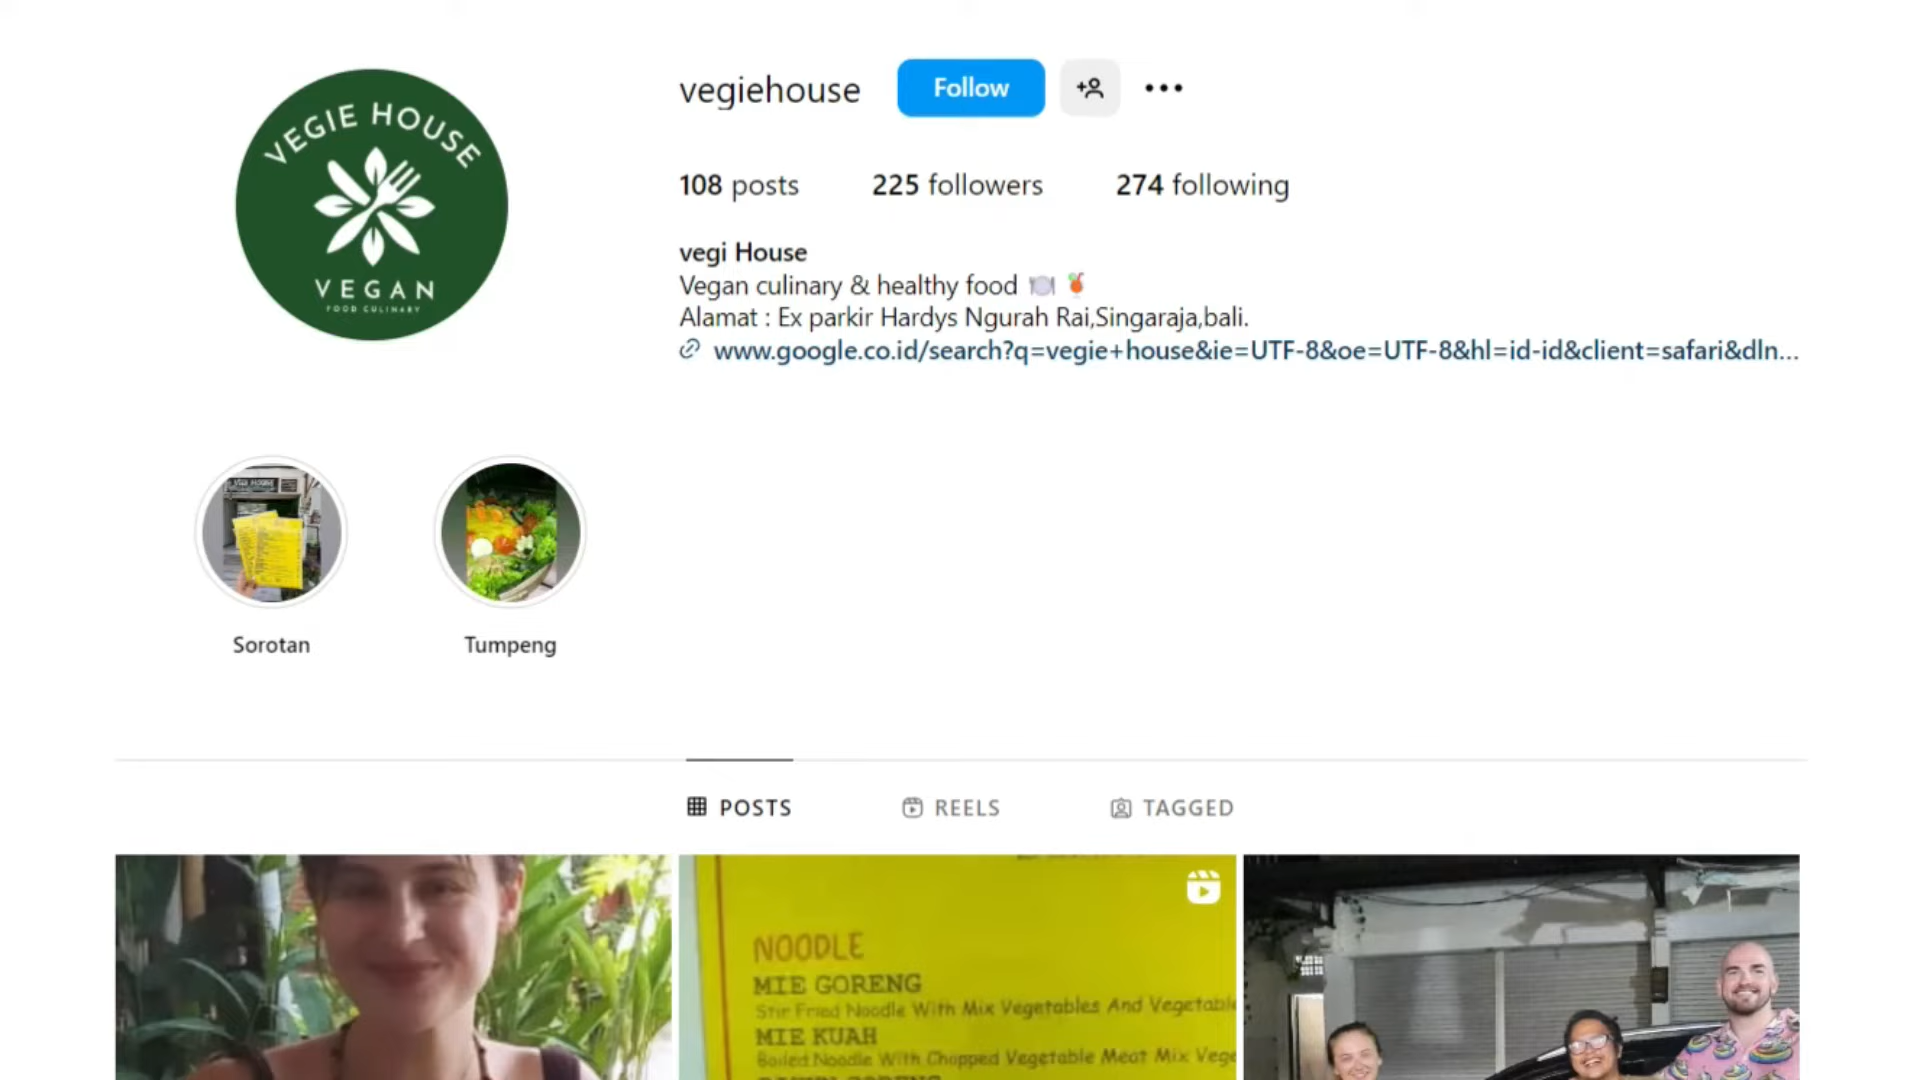 VEGIE HOUSE
VEGAN
FOOD CULINARY
vegiehouse
Follow
108 posts
225 followers
274 following
vegi House
Vegan culinary & healthy food 🍽️ 🍹
Alamat : Ex parkir Hardys Ngurah Rai,Singaraja,bali.
www.google.co.id/search?q=vegie+house&ie=UTF-8&oe=UTF-8&hl=id-id&client=safari&dln...
Sorotan
Tumpeng
POSTS
REELS
TAGGED
NOODLE
MIE GORENG
Stir Fried Noodle With Mix Vegetables And Vegetable
MIE KUAH
Boiled Noodle With Chopped Vegetable Meat Mix Vege